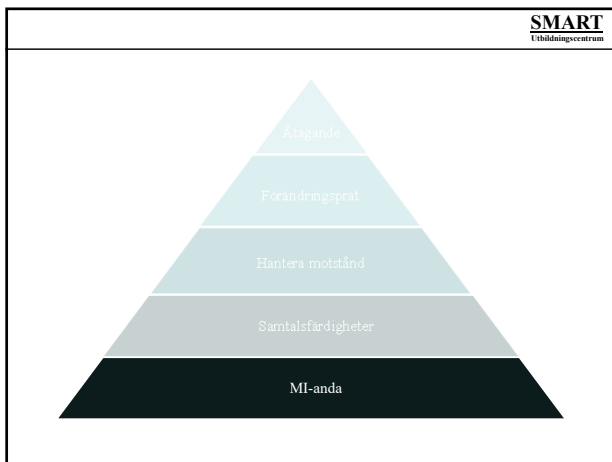 SMART
Utbildningscentrum
Åtagande
Förändringsprat
Hantera motstånd
Samtalsfärdigheter
MI-anda